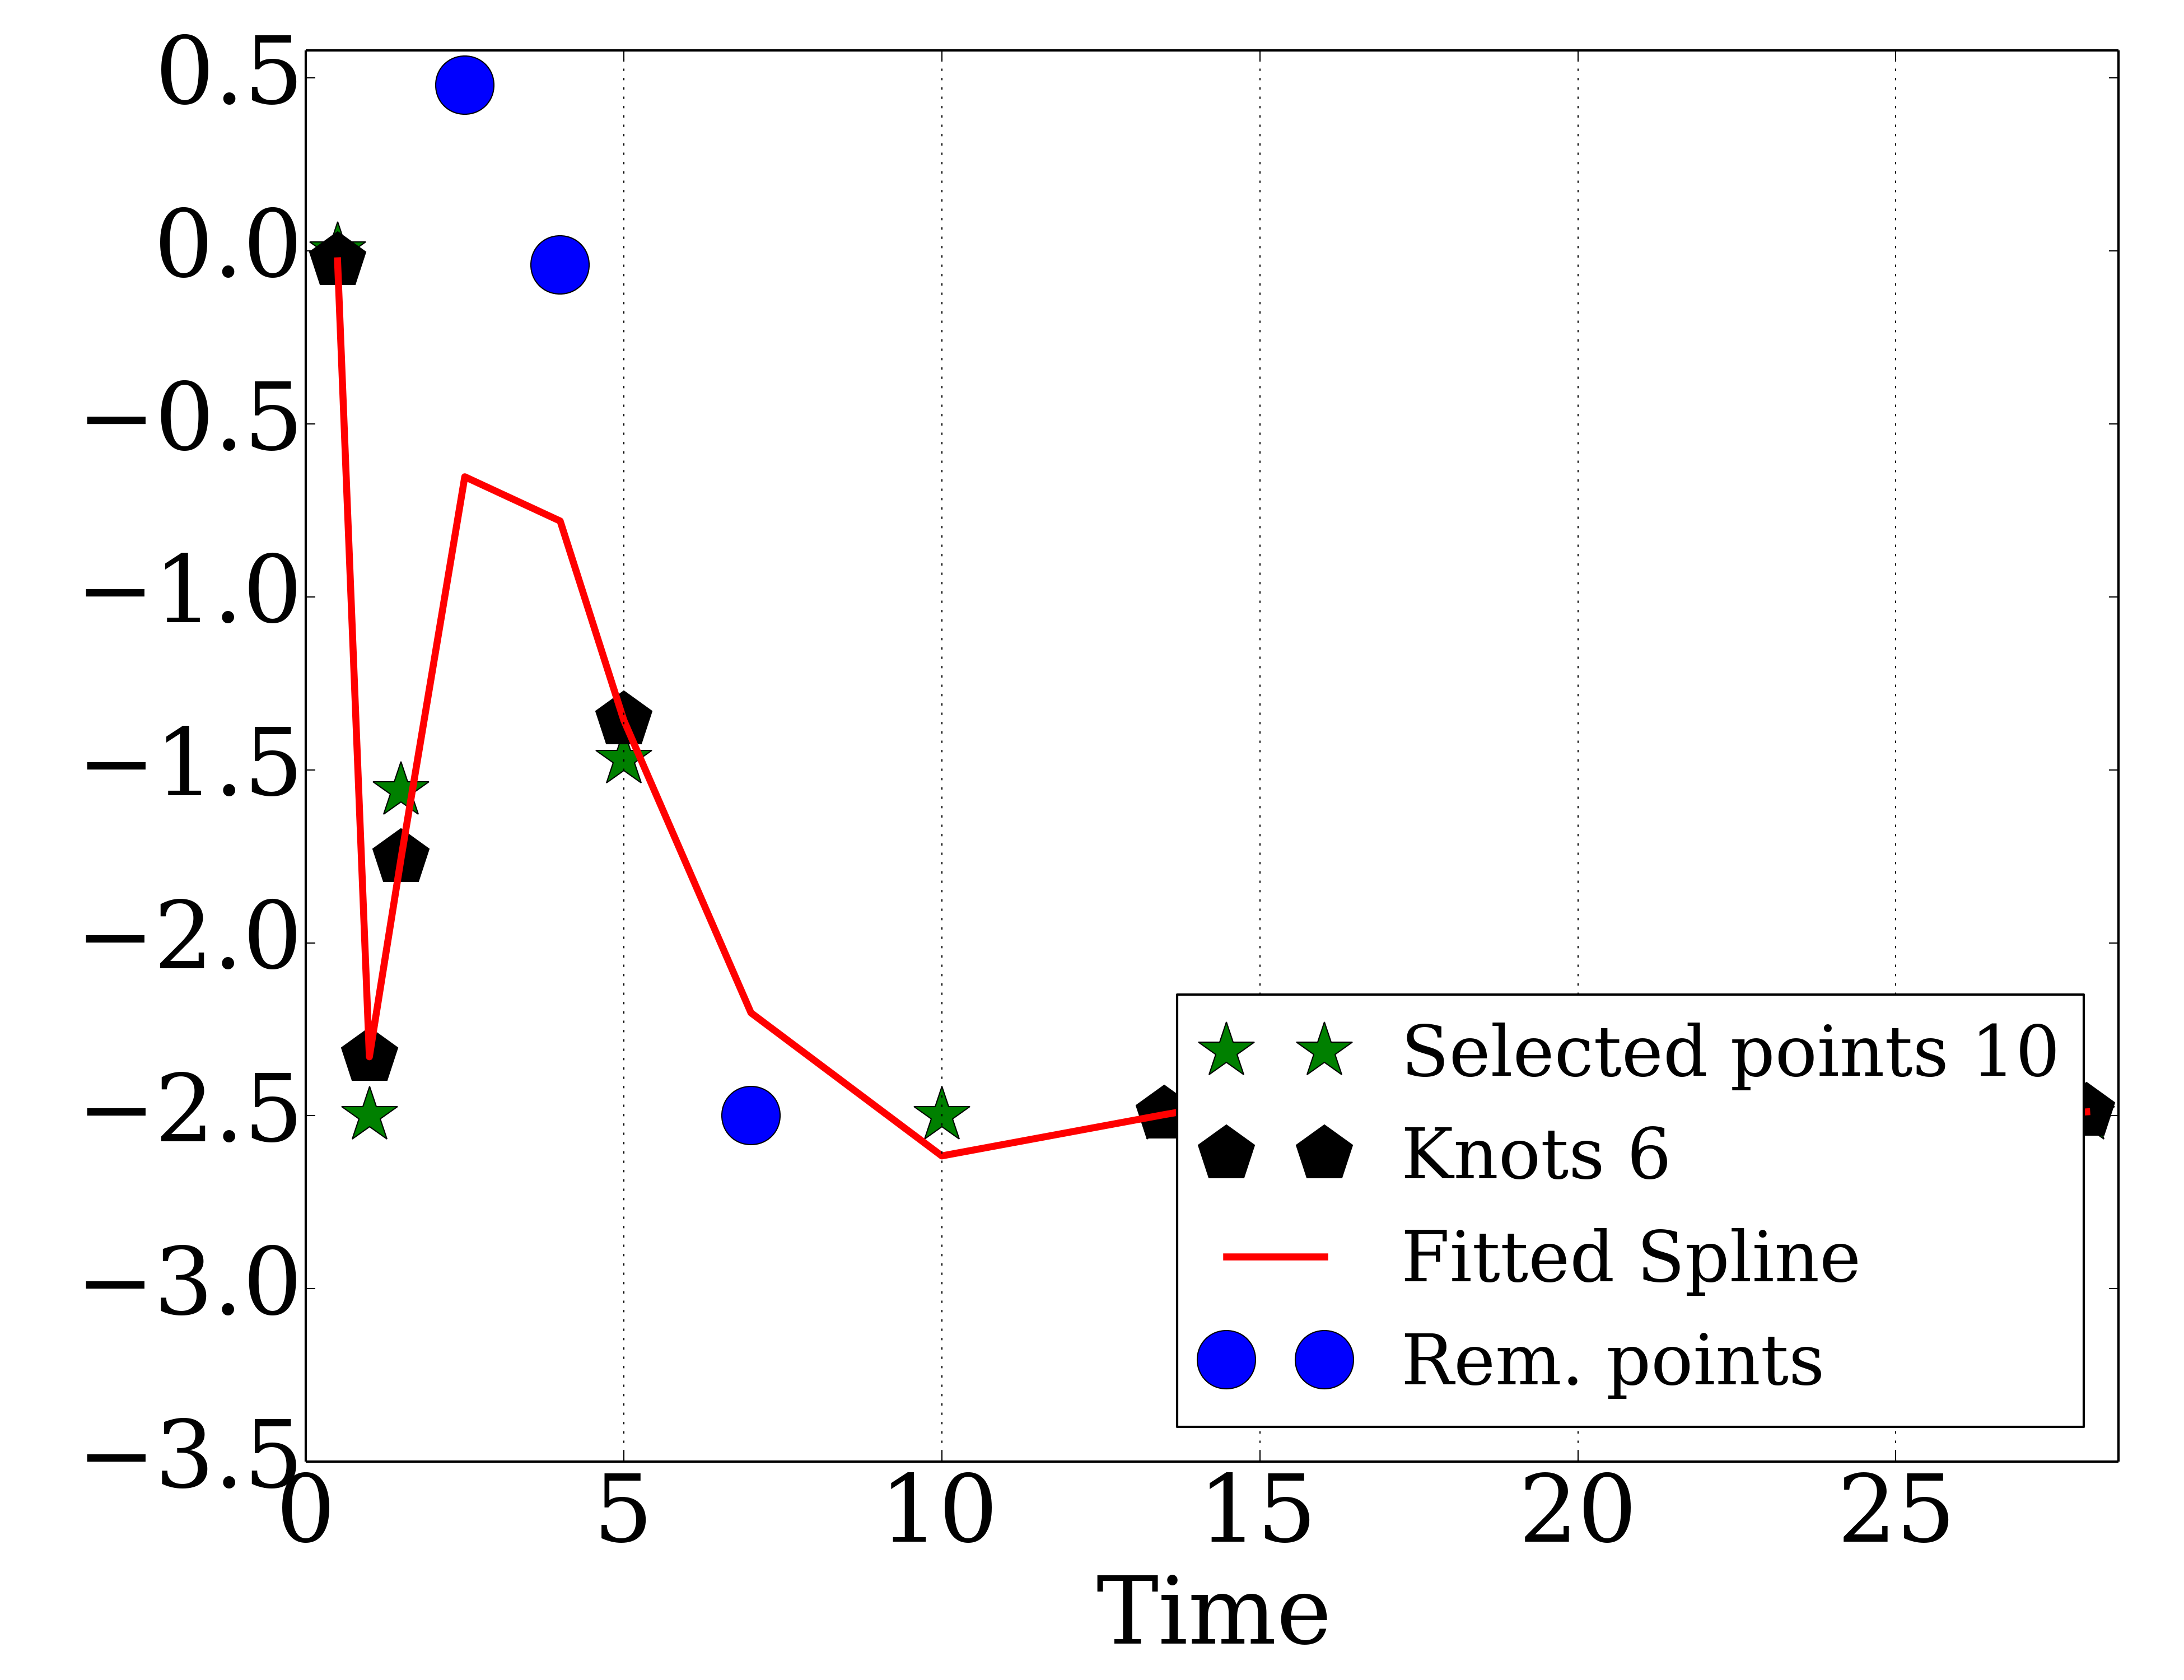 0.5
0.0
−0.5
−1.0
−1.5
−2.0
−2.5
−3.0
−3.5
0 5 10 15 20 25
Time
Selected points 10
Knots 6
Fitted Spline
Rem. points